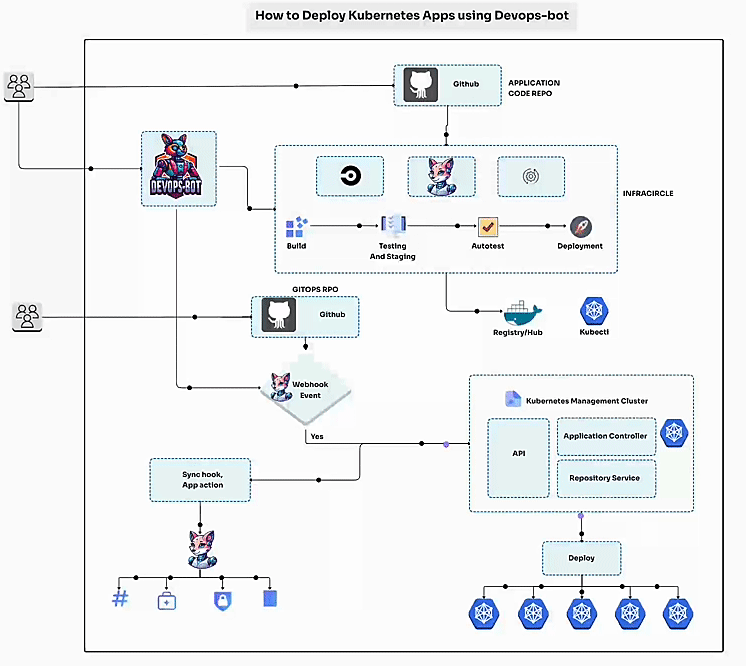 How to Deploy Kubernetes Apps using Devops-bot
Github
APPLICATION
CODE REPO
DEVOPS-BOT
INFRACIRCLE
Build
Testing
And Staging
Autotest
Deployment
GITOPS RPO
Github
Registry/Hub
Kubectl
Webhook
Event
Yes
Kubernetes Management Cluster
API
Application Controller
Repository Service
Sync hook,
App action
Deploy